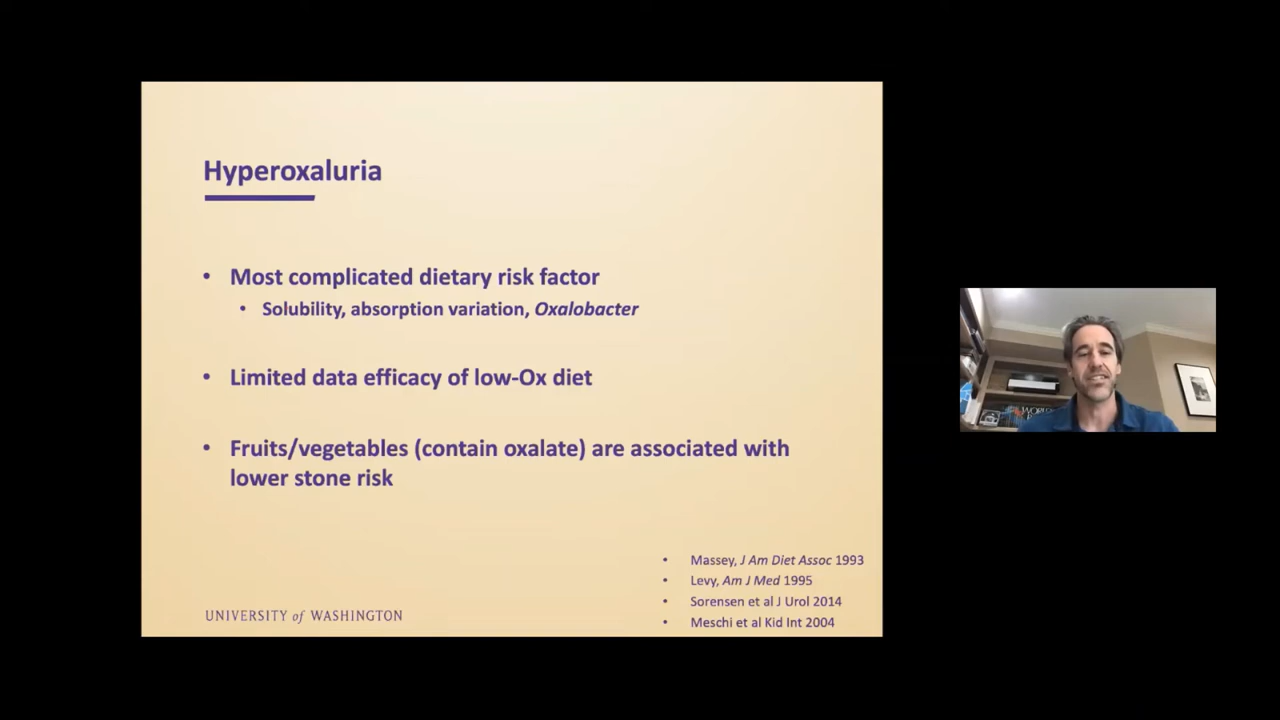 Hyperoxaluria
• Most complicated dietary risk factor
• Solubility, absorption variation, Oxalobacter
• Limited data efficacy of low-Ox diet
• Fruits/vegetables (contain oxalate) are associated with
lower stone risk
• Massey, J Am Diet Assoc 1993
• Levy, Am J Med 1995
• Sorensen et al J Urol 2014
• Meschi et al Kid Int 2004
UNIVERSITY of WASHINGTON